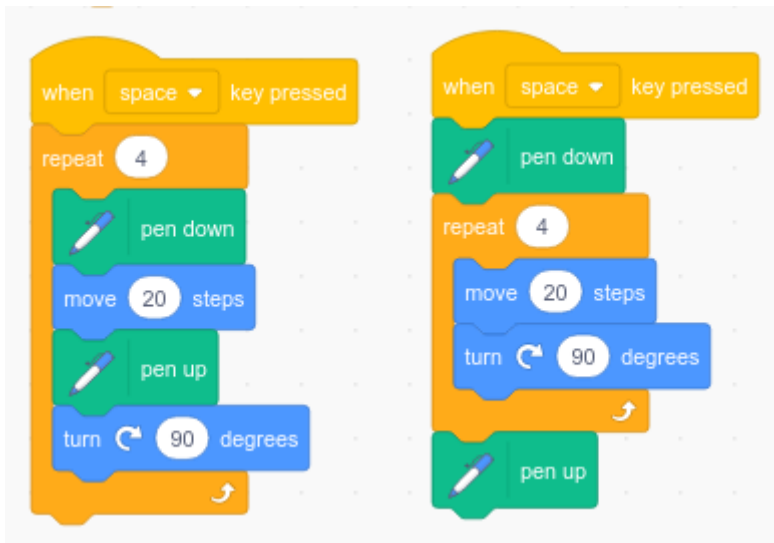 when space key pressed
repeat 4
pen down
move 20 steps
pen up
turn 90 degrees
when space key pressed
pen down
repeat 4
move 20 steps
turn 90 degrees
pen up